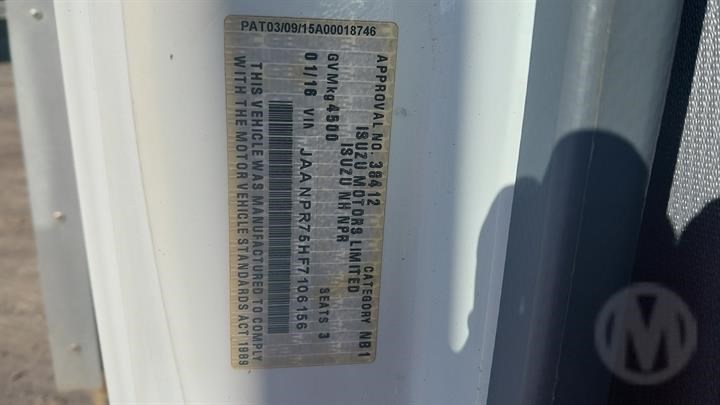 PAT03/09/15A00018746
APPROVAL NO. 38412 CATEGORY NB1
ISUZU MOTORS LIMITED
ISUZU NH NPR
GVMkg 4500 SEATS 3
01/16 VIN JAANPR75HF7106156
THIS VEHICLE WAS MANUFACTURED TO COMPLY
WITH THE MOTOR VEHICLE STANDARDS ACT 1989
M